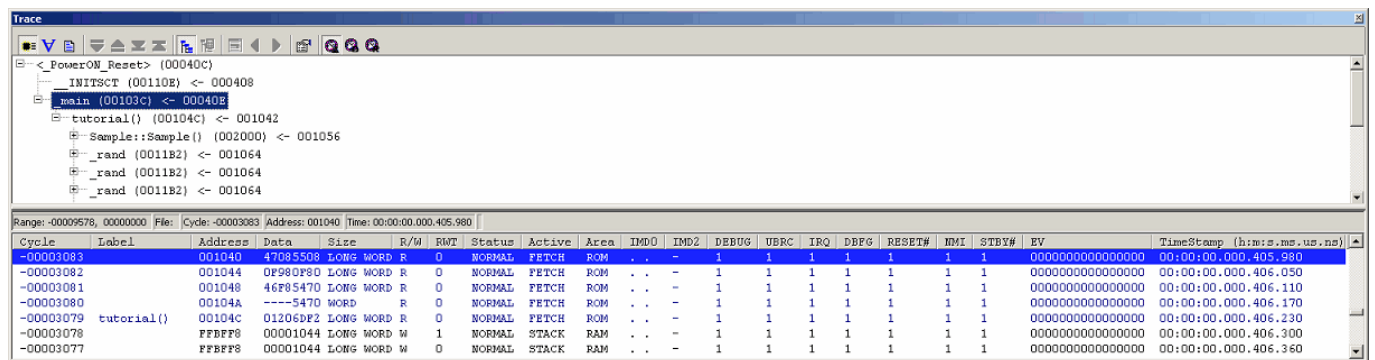 Trace
<_PowerON_Reset> (00040C)
__INITSCT (00110E) <- 000408
_main (00103C) <- 00040E
tutorial() (00104C) <- 001042
Sample::Sample() (002000) <- 001056
_rand (0011B2) <- 001064
_rand (0011B2) <- 001064
_rand (0011B2) <- 001064
Range: -00009578, 00000000 File: Cycle: -00003083 Address: 001040 Time: 00:00:00.000.405.980
Cycle Label Address Data Size R/W RWT Status Active Area IMD0 IMD2 DEBUG UBRC IRQ DBFG RESET# NMI STBY# EV TimeStamp (h:m:s.ms.us.ns)
-00003083 001040 47085508 LONG WORD R 0 NORMAL FETCH ROM . . - 1 1 1 1 1 1 1 0000000000000000 00:00:00.000.405.980
-00003082 001044 0F980F80 LONG WORD R 0 NORMAL FETCH ROM . . - 1 1 1 1 1 1 1 0000000000000000 00:00:00.000.406.050
-00003081 001048 46F85470 LONG WORD R 0 NORMAL FETCH ROM . . - 1 1 1 1 1 1 1 0000000000000000 00:00:00.000.406.110
-00003080 00104A ----5470 WORD R 0 NORMAL FETCH ROM . . - 1 1 1 1 1 1 1 0000000000000000 00:00:00.000.406.170
-00003079 tutorial() 00104C 01206DF2 LONG WORD R 0 NORMAL FETCH ROM . . - 1 1 1 1 1 1 1 0000000000000000 00:00:00.000.406.230
-00003078 FFBFF8 00001044 LONG WORD W 1 NORMAL STACK RAM . . - 1 1 1 1 1 1 1 0000000000000000 00:00:00.000.406.300
-00003077 FFBFF8 00001044 LONG WORD W 0 NORMAL STACK RAM . . - 1 1 1 1 1 1 1 0000000000000000 00:00:00.000.406.360